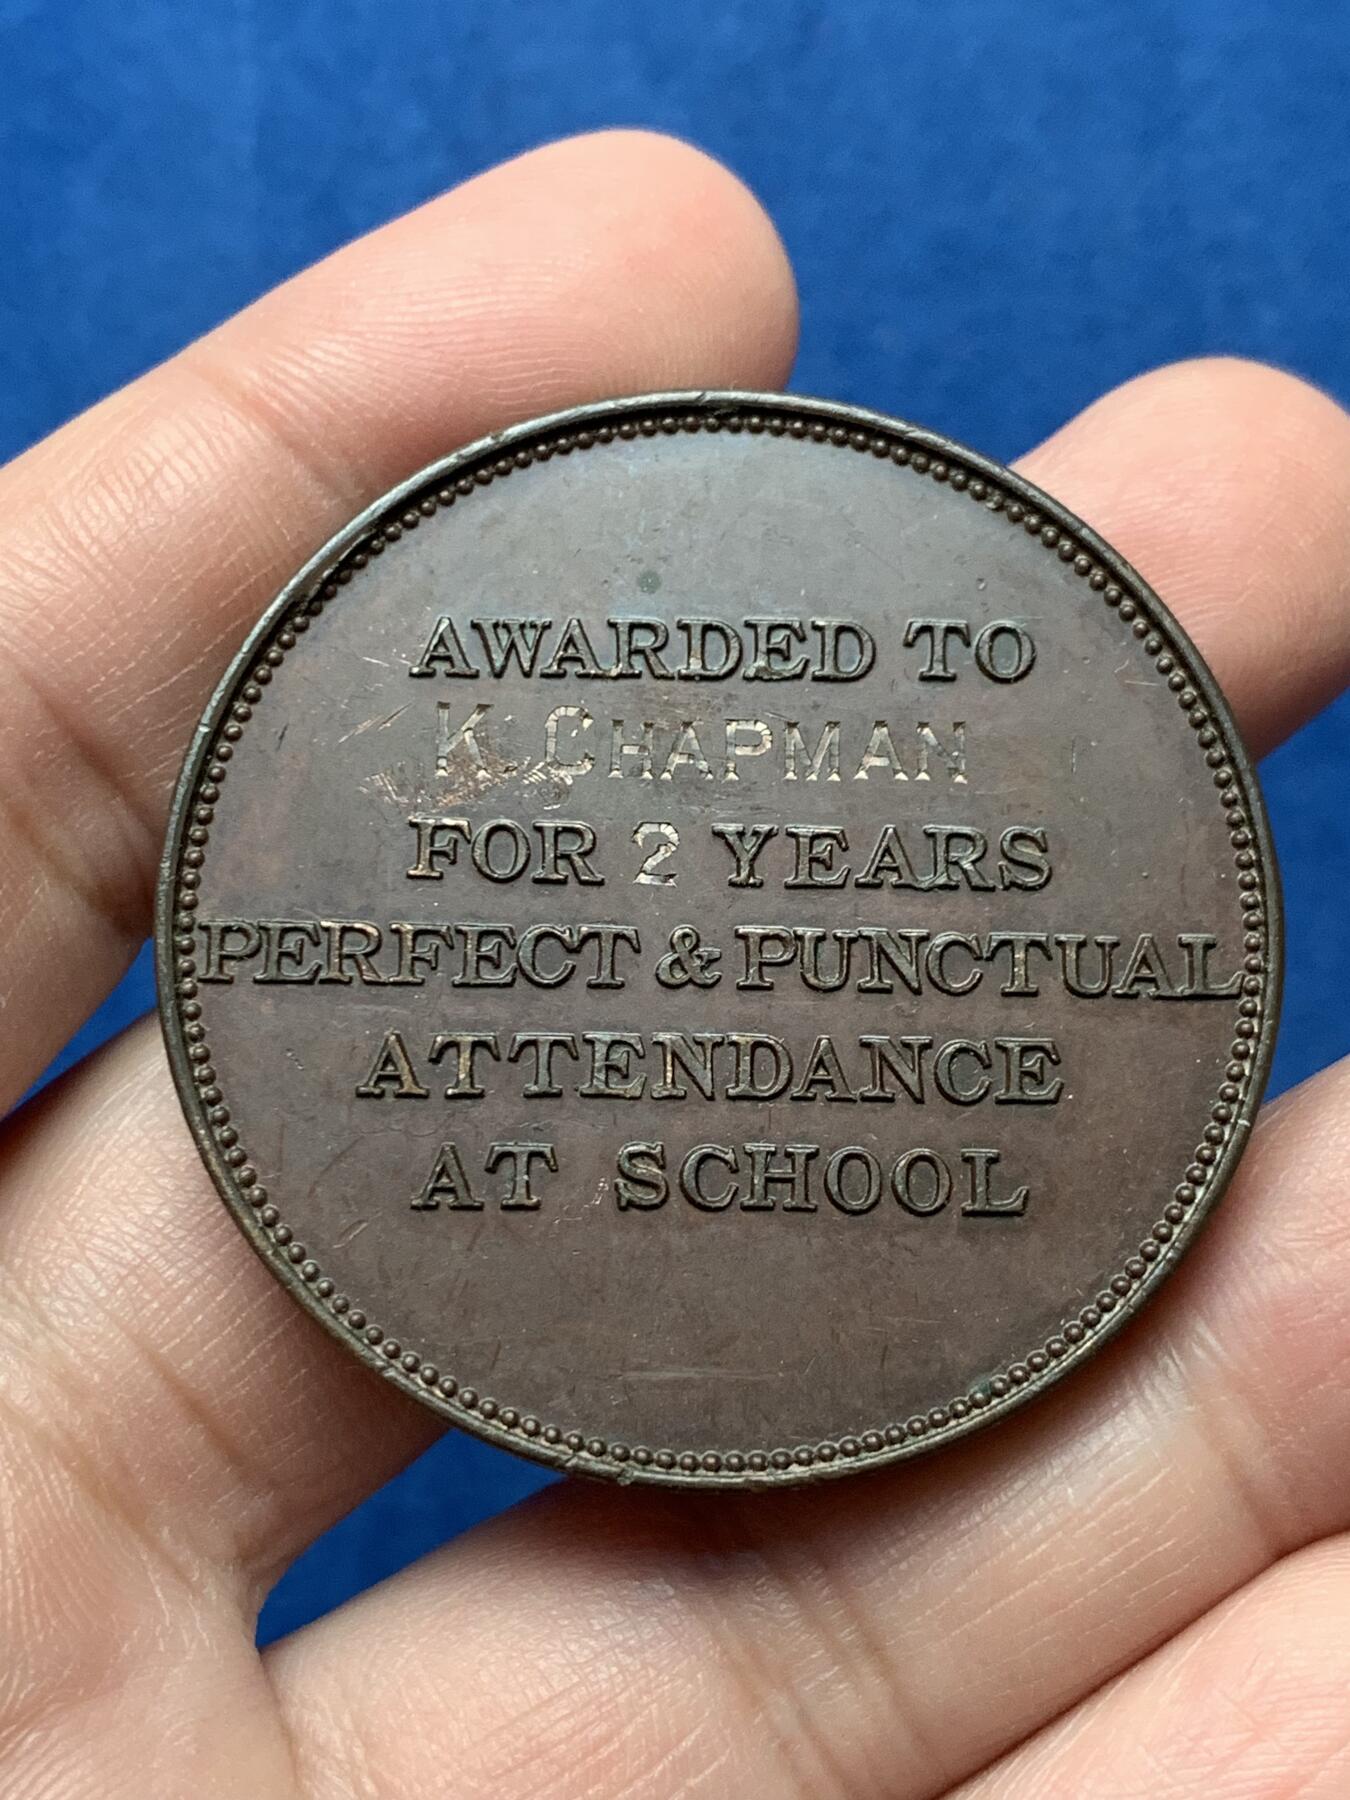 AWARDED TO
K. CHAPMAN
FOR 2 YEARS
PERFECT & PUNCTUAL
ATTENDANCE
AT SCHOOL